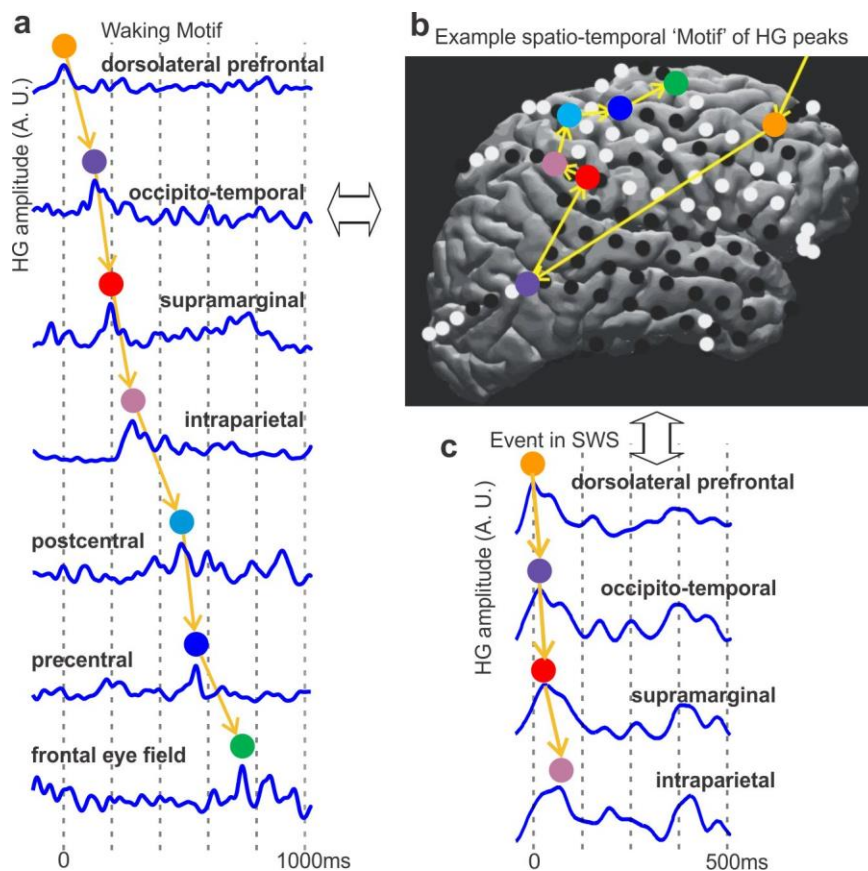 a
Waking Motif
dorsolateral prefrontal
HG amplitude (A. U.)
occipito-temporal
supramarginal
intraparietal
postcentral
precentral
frontal eye field
0
1000ms
b
Example spatio-temporal 'Motif' of HG peaks
c
Event in SWS
dorsolateral prefrontal
HG amplitude (A. U.)
occipito-temporal
supramarginal
intraparietal
0
500ms